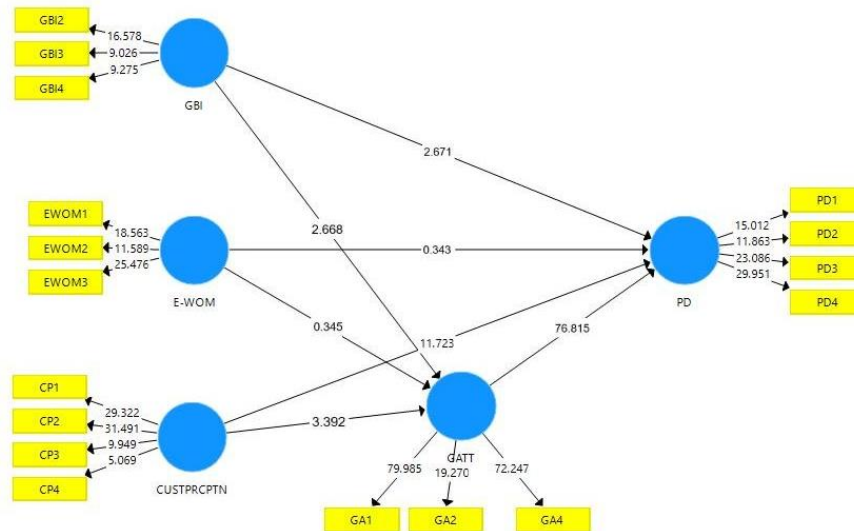 GBI2
16.578
GBI3
9.026
9.275
GBI4
GBI
2.671
2.668
EWOM1
18.563
EWOM2
11.589
25.476
EWOM3
E-WOM
0.343
0.345
PD1
15.012
PD2
11.863
23.086
PD3
29.951
PD4
PD
11.723
76.815
CP1
29.322
CP2
31.491
9.949
CP3
5.069
CP4
CUSTPRCPTN
3.392
GATT
79.985
19.270
72.247
GA1
GA2
GA4